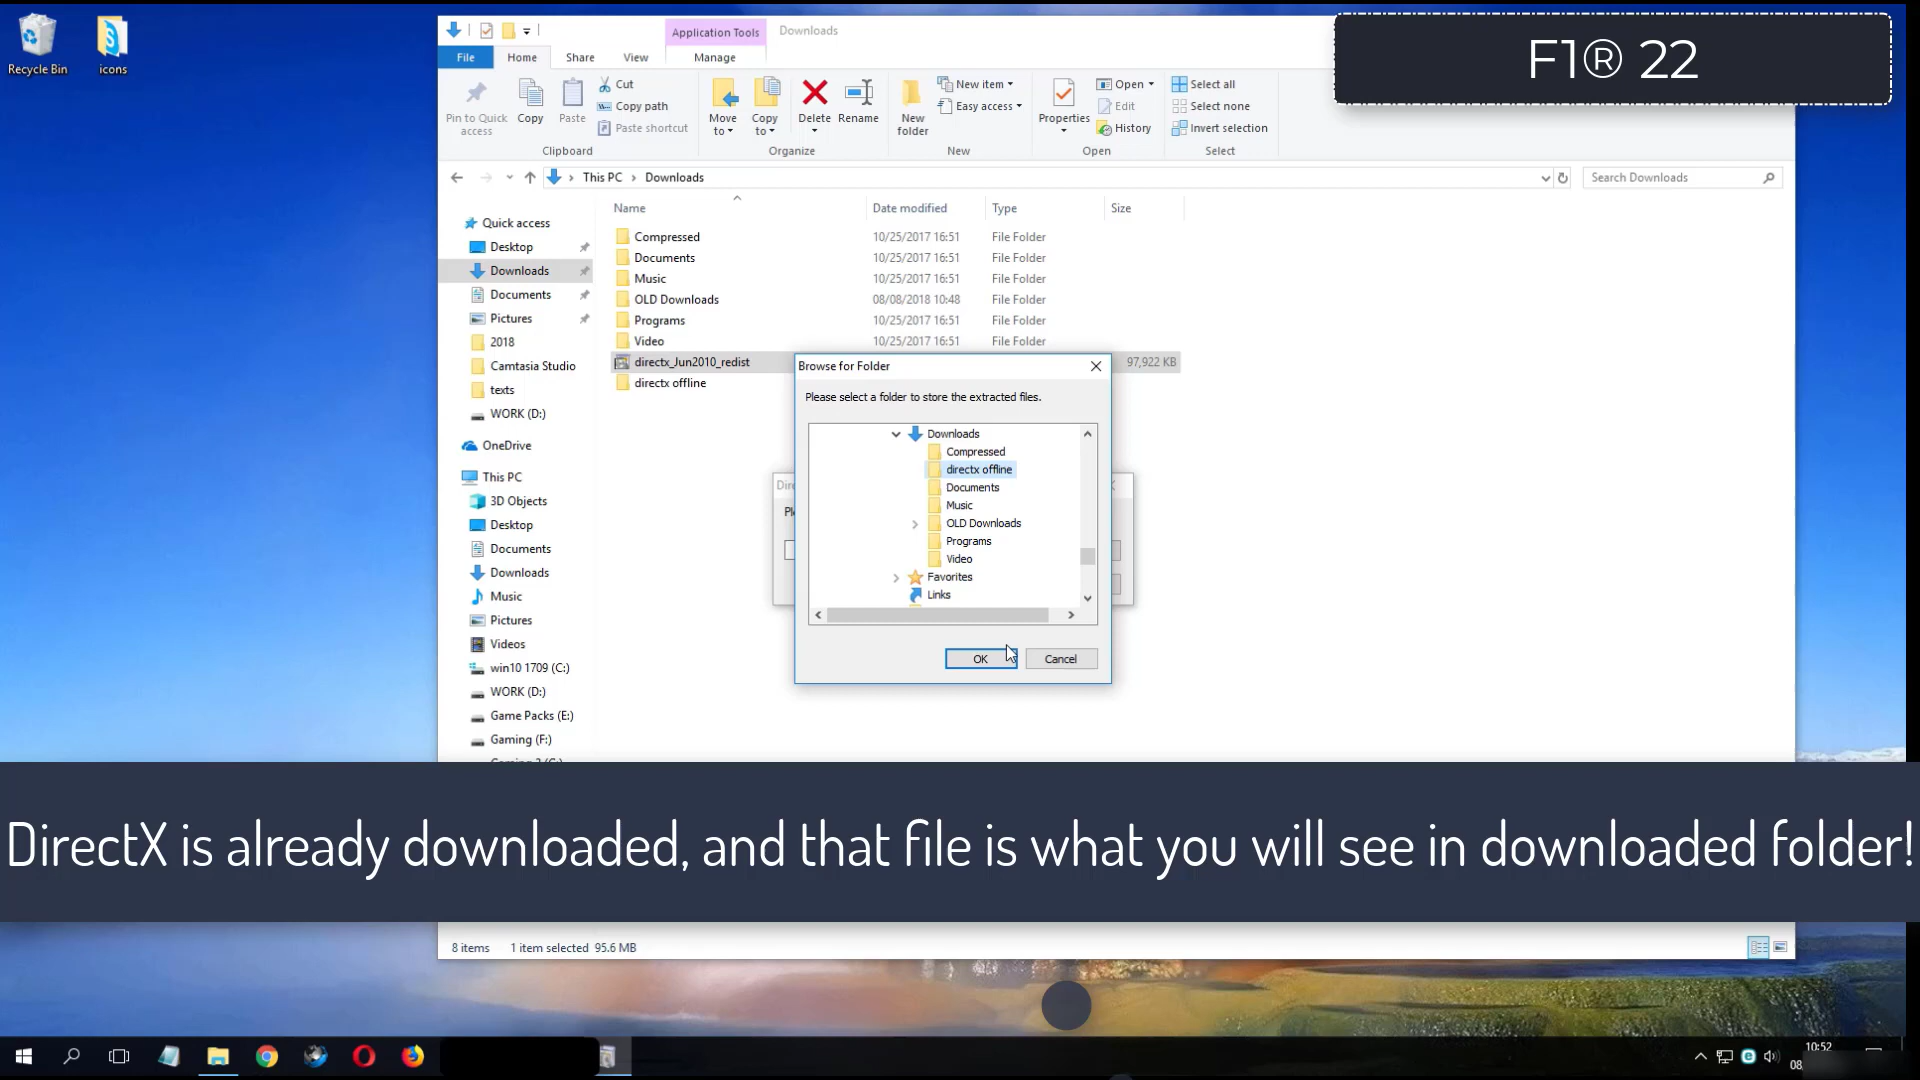 Recycle Bin
icons
Application Tools
Downloads
F1® 22
File
Home
Share
View
Manage
Pin to Quick access
Copy
Paste
Cut
Copy path
Paste shortcut
Clipboard
Move to
Copy to
Delete
Rename
Organize
New folder
New item
Easy access
New
Properties
Open
Edit
History
Open
Select all
Select none
Invert selection
Select
This PC
Downloads
Search Downloads
Name
Date modified
Type
Size
Quick access
Desktop
Downloads
Documents
Pictures
2018
Camtasia Studio
texts
WORK (D:)
OneDrive
This PC
3D Objects
Desktop
Documents
Downloads
Music
Pictures
Videos
win10 1709 (C:)
WORK (D:)
Game Packs (E:)
Gaming (F:)
Compressed 10/25/2017 16:51 File Folder
Documents 10/25/2017 16:51 File Folder
Music 10/25/2017 16:51 File Folder
OLD Downloads 08/08/2018 10:48 File Folder
Programs 10/25/2017 16:51 File Folder
Video 10/25/2017 16:51 File Folder
directx_Jun2010_redist 97,922 KB
directx offline
Browse for Folder
Please select a folder to store the extracted files.
Downloads
Compressed
directx offline
Documents
Music
OLD Downloads
Programs
Video
Favorites
Links
OK
Cancel
DirectX is already downloaded, and that file is what you will see in downloaded folder!
8 items
1 item selected 95.6 MB
10:52